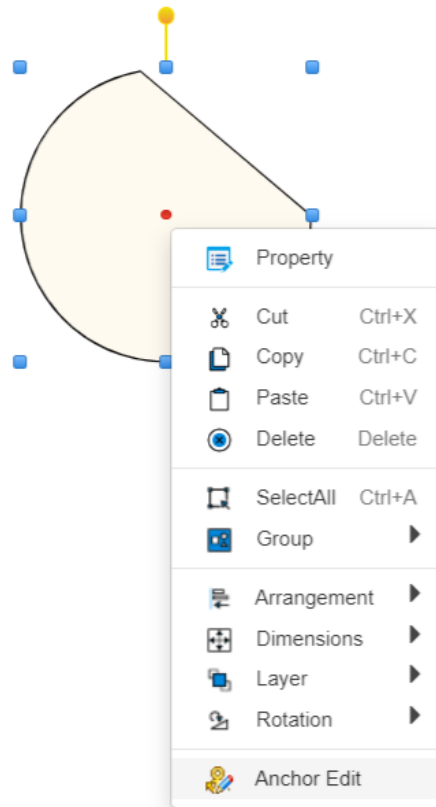 Property
Cut Ctrl+X
Copy Ctrl+C
Paste Ctrl+V
Delete Delete
SelectAll Ctrl+A
Group
Arrangement
Dimensions
Layer
Rotation
Anchor Edit